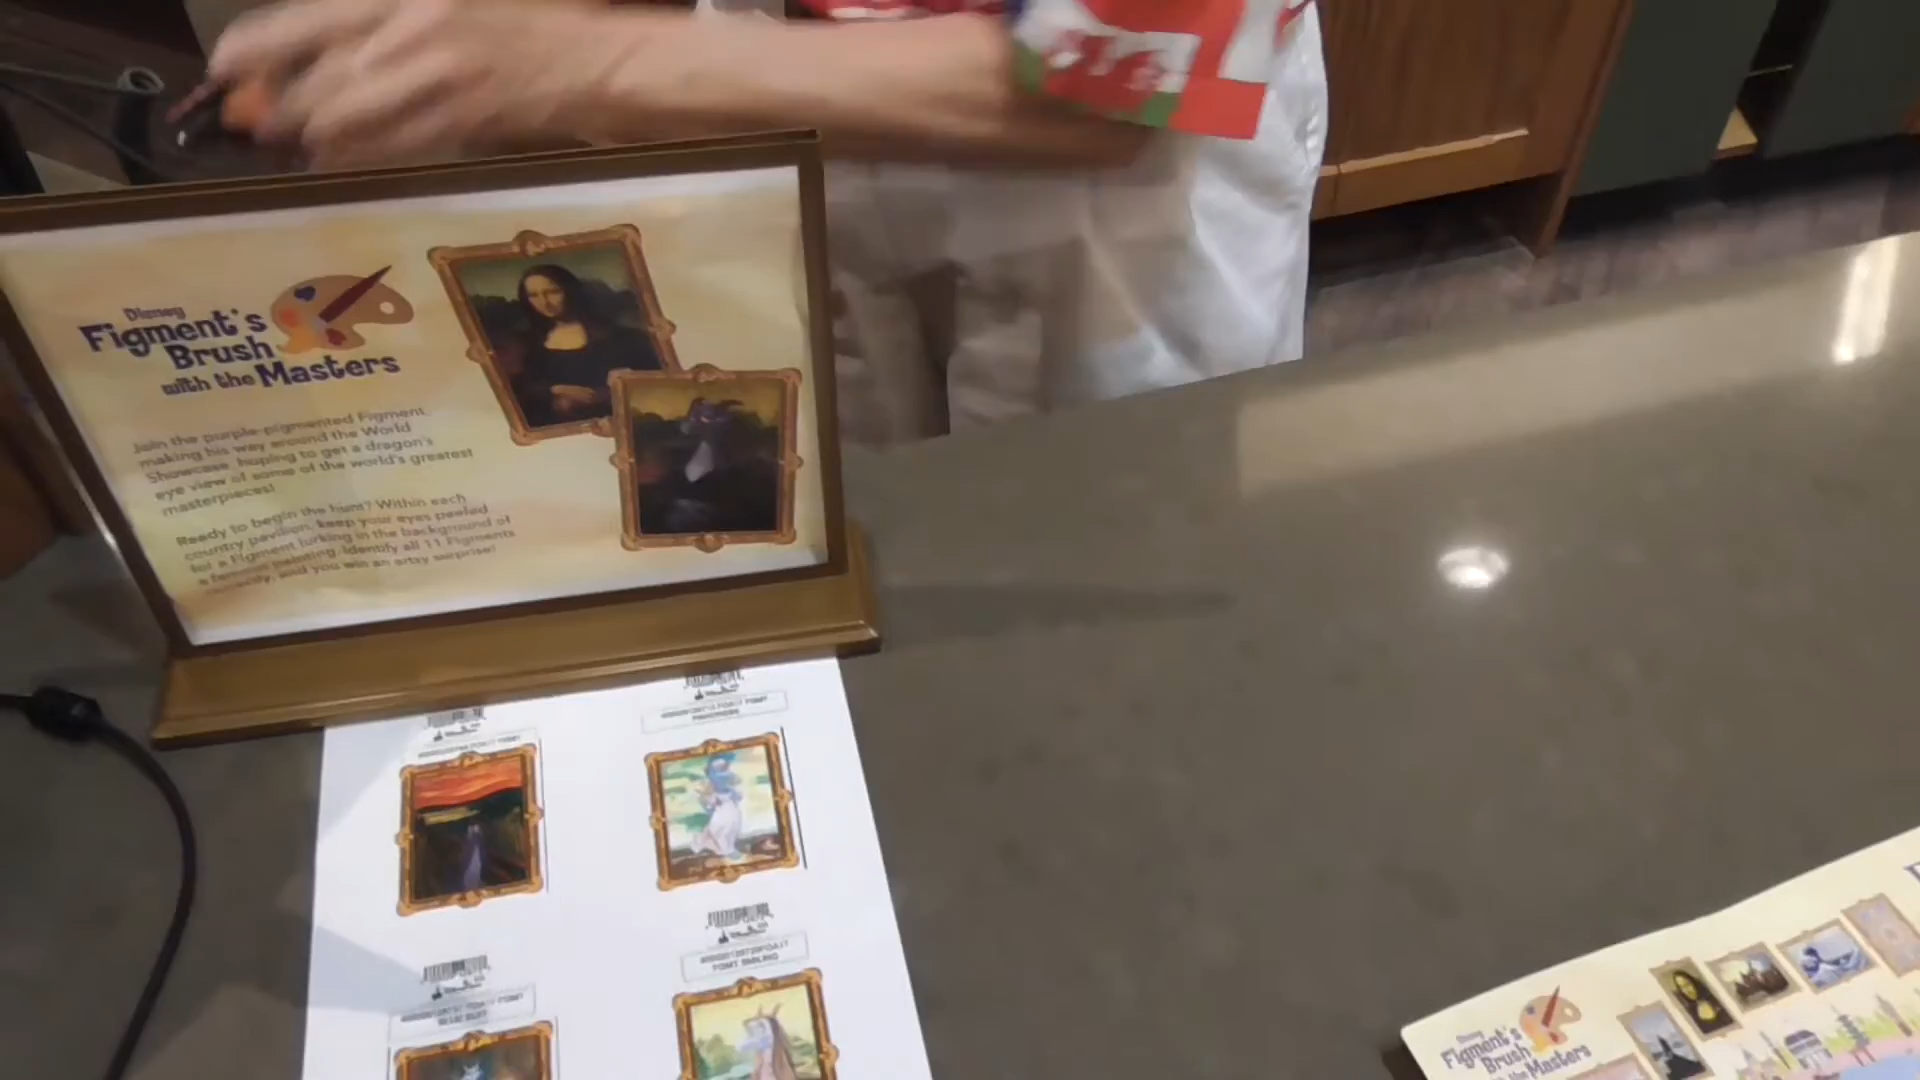 Disney
Figment's
Brush
with the Masters
Join the purple-pigmented Figment
making his way around the World
Showcase, hoping to get a dragon's
eye view of some of the world's greatest
masterpieces!
Ready to begin the hunt? Within each
country pavilion, keep your eyes peeled
for a Figment lurking in the background of
a famous painting. Identify all 11 Figments
correctly, and you win an artsy surprise!
Disney
Figment's
Brush
with the Masters